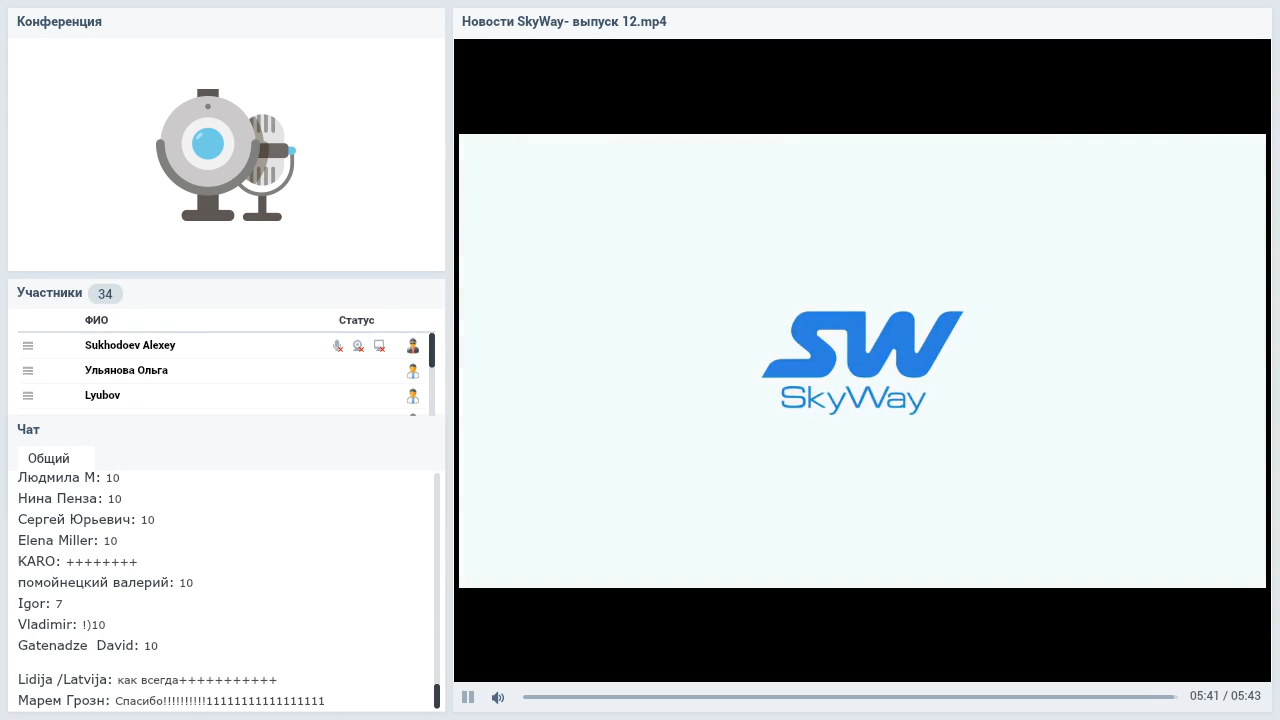 Конференция
Новости SkyWay- выпуск 12.mp4
SW
SkyWay
Участники 34
ФИО Статус
Sukhodoev Alexey
Ульянова Ольга
Lyubov
Чат
Общий
Людмила М: 10
Нина Пенза: 10
Сергей Юрьевич: 10
Elena Miller: 10
KARO: ++++++++
помойнецкий валерий: 10
Igor: 7
Vladimir: !)10
Gatenadze  David: 10
Lidija /Latvija: как всегда+++++++++++
Марем Грозн: Спасибо!!!!!!!!!!11111111111111111
05:41 / 05:43